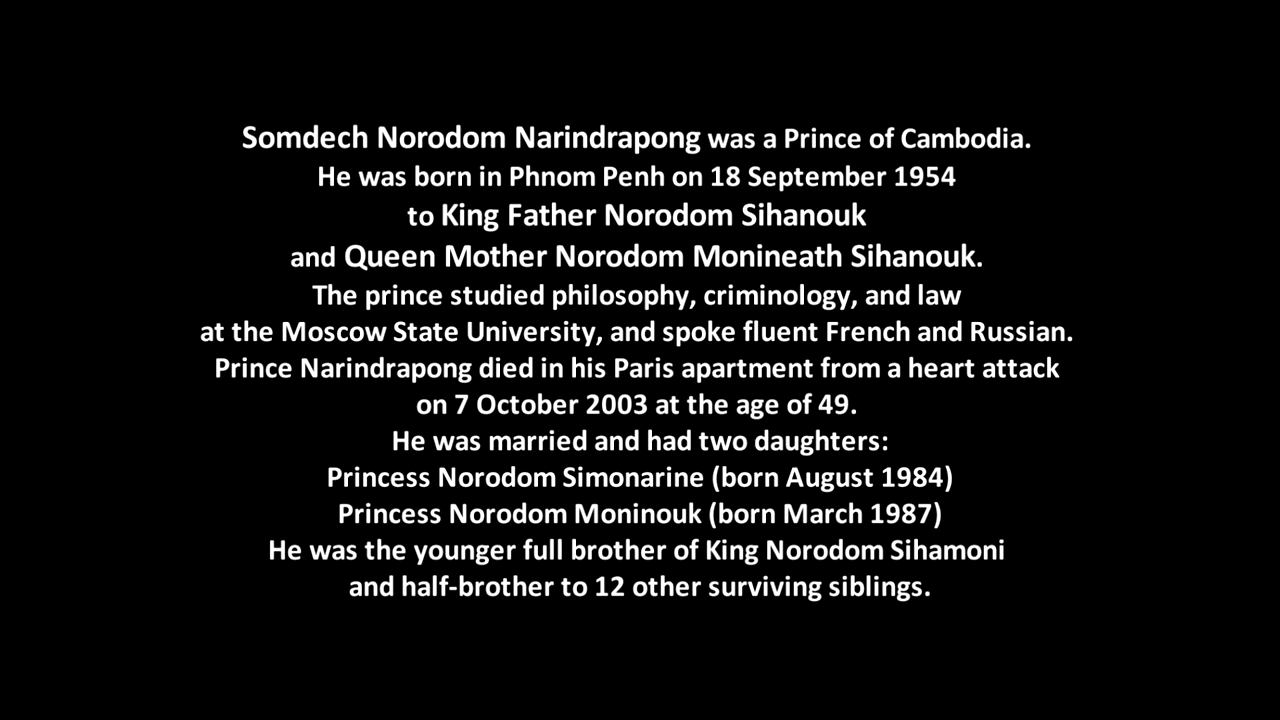 Somdech Norodom Narindrapong was a Prince of Cambodia.
He was born in Phnom Penh on 18 September 1954
to King Father Norodom Sihanouk
and Queen Mother Norodom Monineath Sihanouk.
The prince studied philosophy, criminology, and law
at the Moscow State University, and spoke fluent French and Russian.
Prince Narindrapong died in his Paris apartment from a heart attack
on 7 October 2003 at the age of 49.
He was married and had two daughters:
Princess Norodom Simonarine (born August 1984)
Princess Norodom Moninouk (born March 1987)
He was the younger full brother of King Norodom Sihamoni
and half-brother to 12 other surviving siblings.